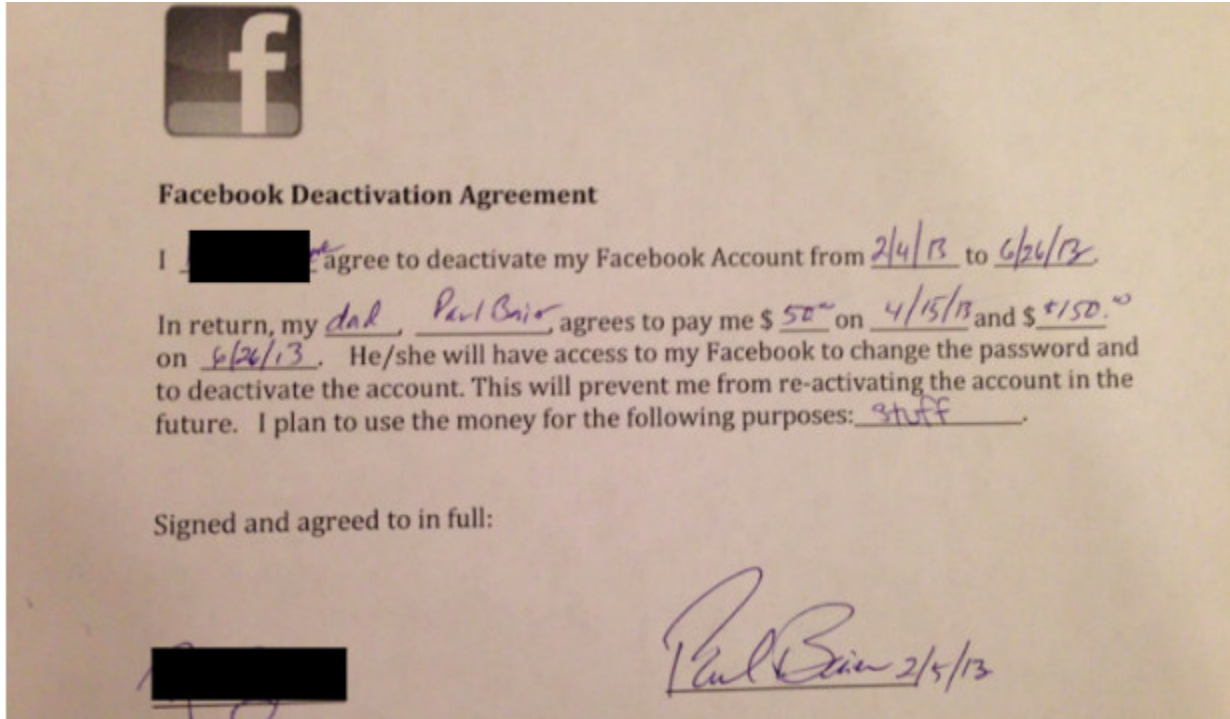 f
Facebook Deactivation Agreement
I agree to deactivate my Facebook Account from 2/4/13 to 6/26/13.
In return, my dad, Paul Baier, agrees to pay me $ 50.00 on 4/15/13 and $ $150.00
on 6/26/13. He/she will have access to my Facebook to change the password and
to deactivate the account. This will prevent me from re-activating the account in the
future. I plan to use the money for the following purposes: stuff.
Signed and agreed to in full:
Paul Baier 2/5/13